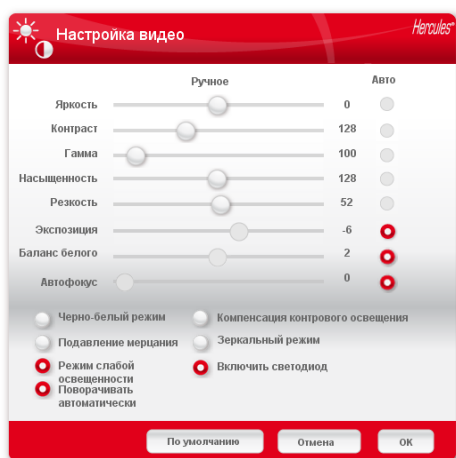 Настройка видео
Hercules
Ручное Авто
Яркость 0
Контраст 128
Гамма 100
Насыщенность 128
Резкость 52
Экспозиция -6
Баланс белого 2
Автофокус 0
Черно-белый режим Компенсация контрового освещения
Подавление мерцания Зеркальный режим
Режим слабой
освещенности
Включить светодиод
Поворачивать
автоматически
По умолчанию Отмена OK